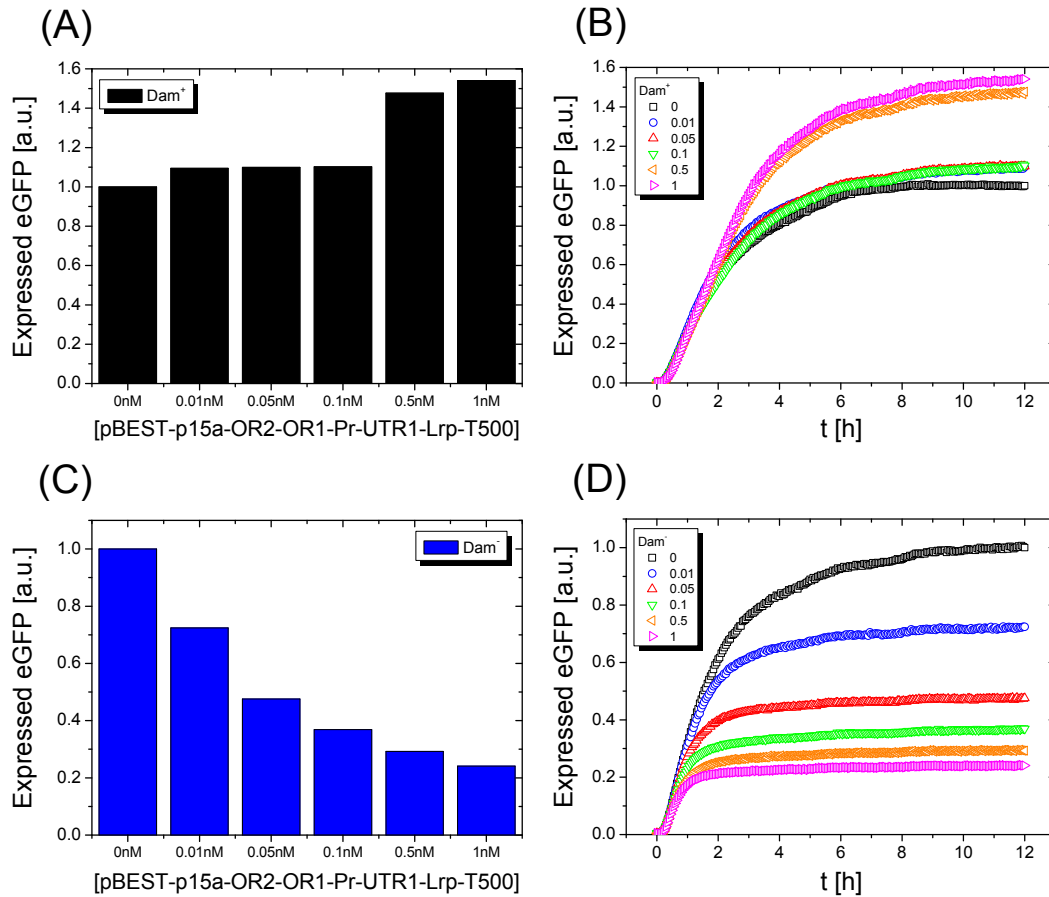 (A)
Expressed eGFP [a.u.]
1.6
1.4
1.2
1.0
0.8
0.6
0.4
0.2
0.0
Dam⁺
0nM 0.01nM 0.05nM 0.1nM 0.5nM 1nM
[pBEST-p15a-OR2-OR1-Pr-UTR1-Lrp-T500]
(B)
Expressed eGFP [a.u.]
1.6
1.4
1.2
1.0
0.8
0.6
0.4
0.2
0.0
Dam⁺
0
0.01
0.05
0.1
0.5
1
0 2 4 6 8 10 12
t [h]
(C)
Expressed eGFP [a.u.]
1.0
0.8
0.6
0.4
0.2
0.0
Dam⁻
0nM 0.01nM 0.05nM 0.1nM 0.5nM 1nM
[pBEST-p15a-OR2-OR1-Pr-UTR1-Lrp-T500]
(D)
Expressed eGFP [a.u.]
1.0
0.8
0.6
0.4
0.2
0.0
Dam⁻
0
0.01
0.05
0.1
0.5
1
0 2 4 6 8 10 12
t [h]